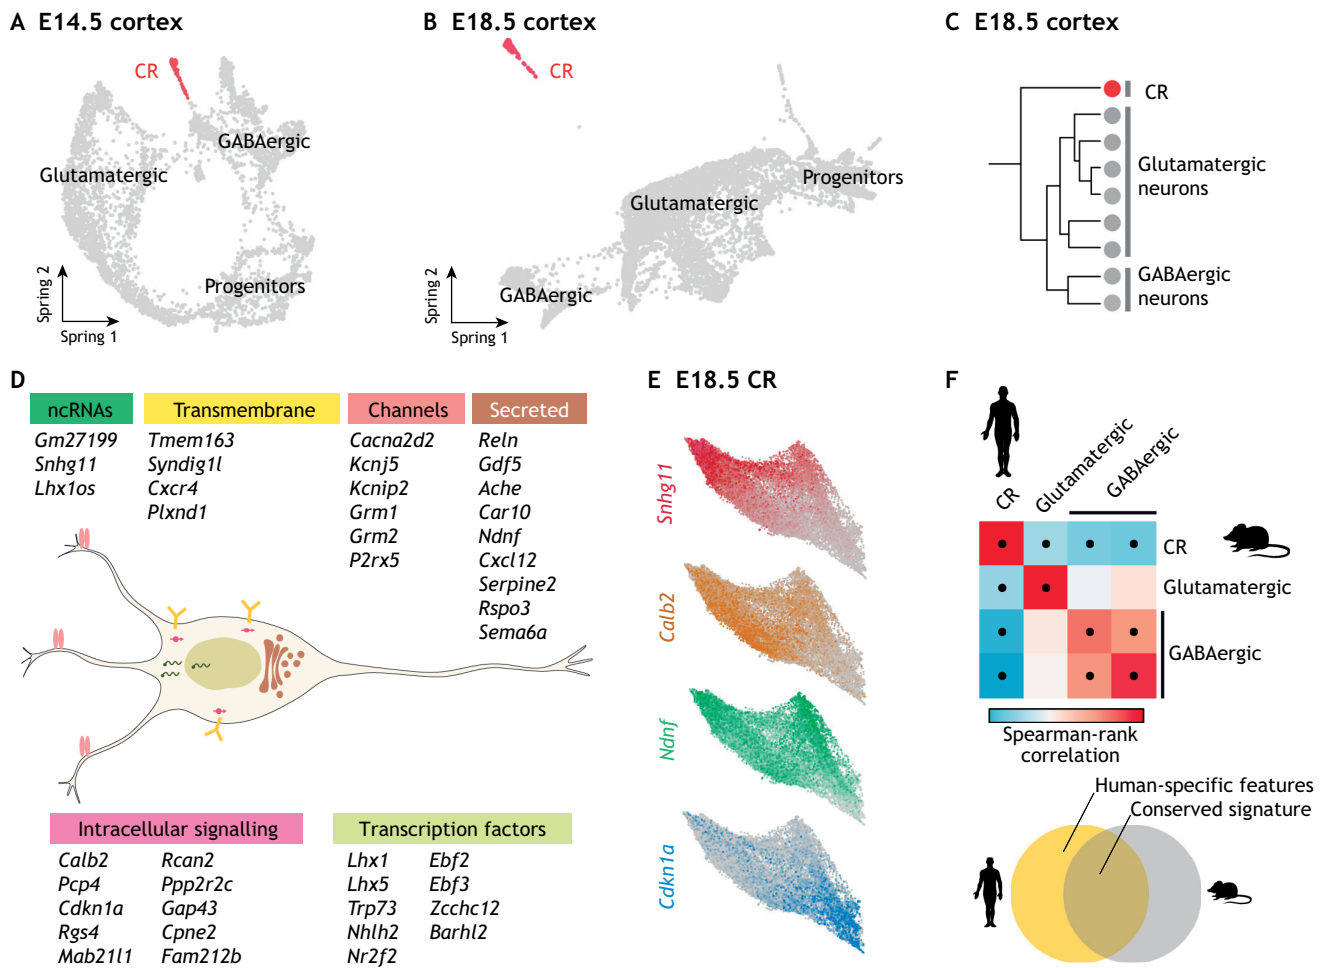 A E14.5 cortex
CR
GABAergic
Glutamatergic
Progenitors
Spring 2
Spring 1
B E18.5 cortex
CR
Progenitors
Glutamatergic
GABAergic
Spring 2
Spring 1
C E18.5 cortex
CR
Glutamatergic
neurons
GABAergic
neurons
D
ncRNAs
Gm27199
Snhg11
Lhx1os
Transmembrane
Tmem163
Syndig1l
Cxcr4
Plxnd1
Channels
Cacna2d2
Kcnj5
Kcnip2
Grm1
Grm2
P2rx5
Secreted
Reln
Gdf5
Ache
Car10
Ndnf
Cxcl12
Serpine2
Rspo3
Sema6a
Intracellular signalling
Calb2 Rcan2
Pcp4 Ppp2r2c
Cdkn1a Gap43
Rgs4 Cpne2
Mab21l1 Fam212b
Transcription factors
Lhx1 Ebf2
Lhx5 Ebf3
Trp73 Zcchc12
Nhlh2 Barhl2
Nr2f2
E E18.5 CR
Snhg11
Calb2
Ndnf
Cdkn1a
F
CR
Glutamatergic
GABAergic
CR
Glutamatergic
GABAergic
Spearman-rank
correlation
Human-specific features
Conserved signature